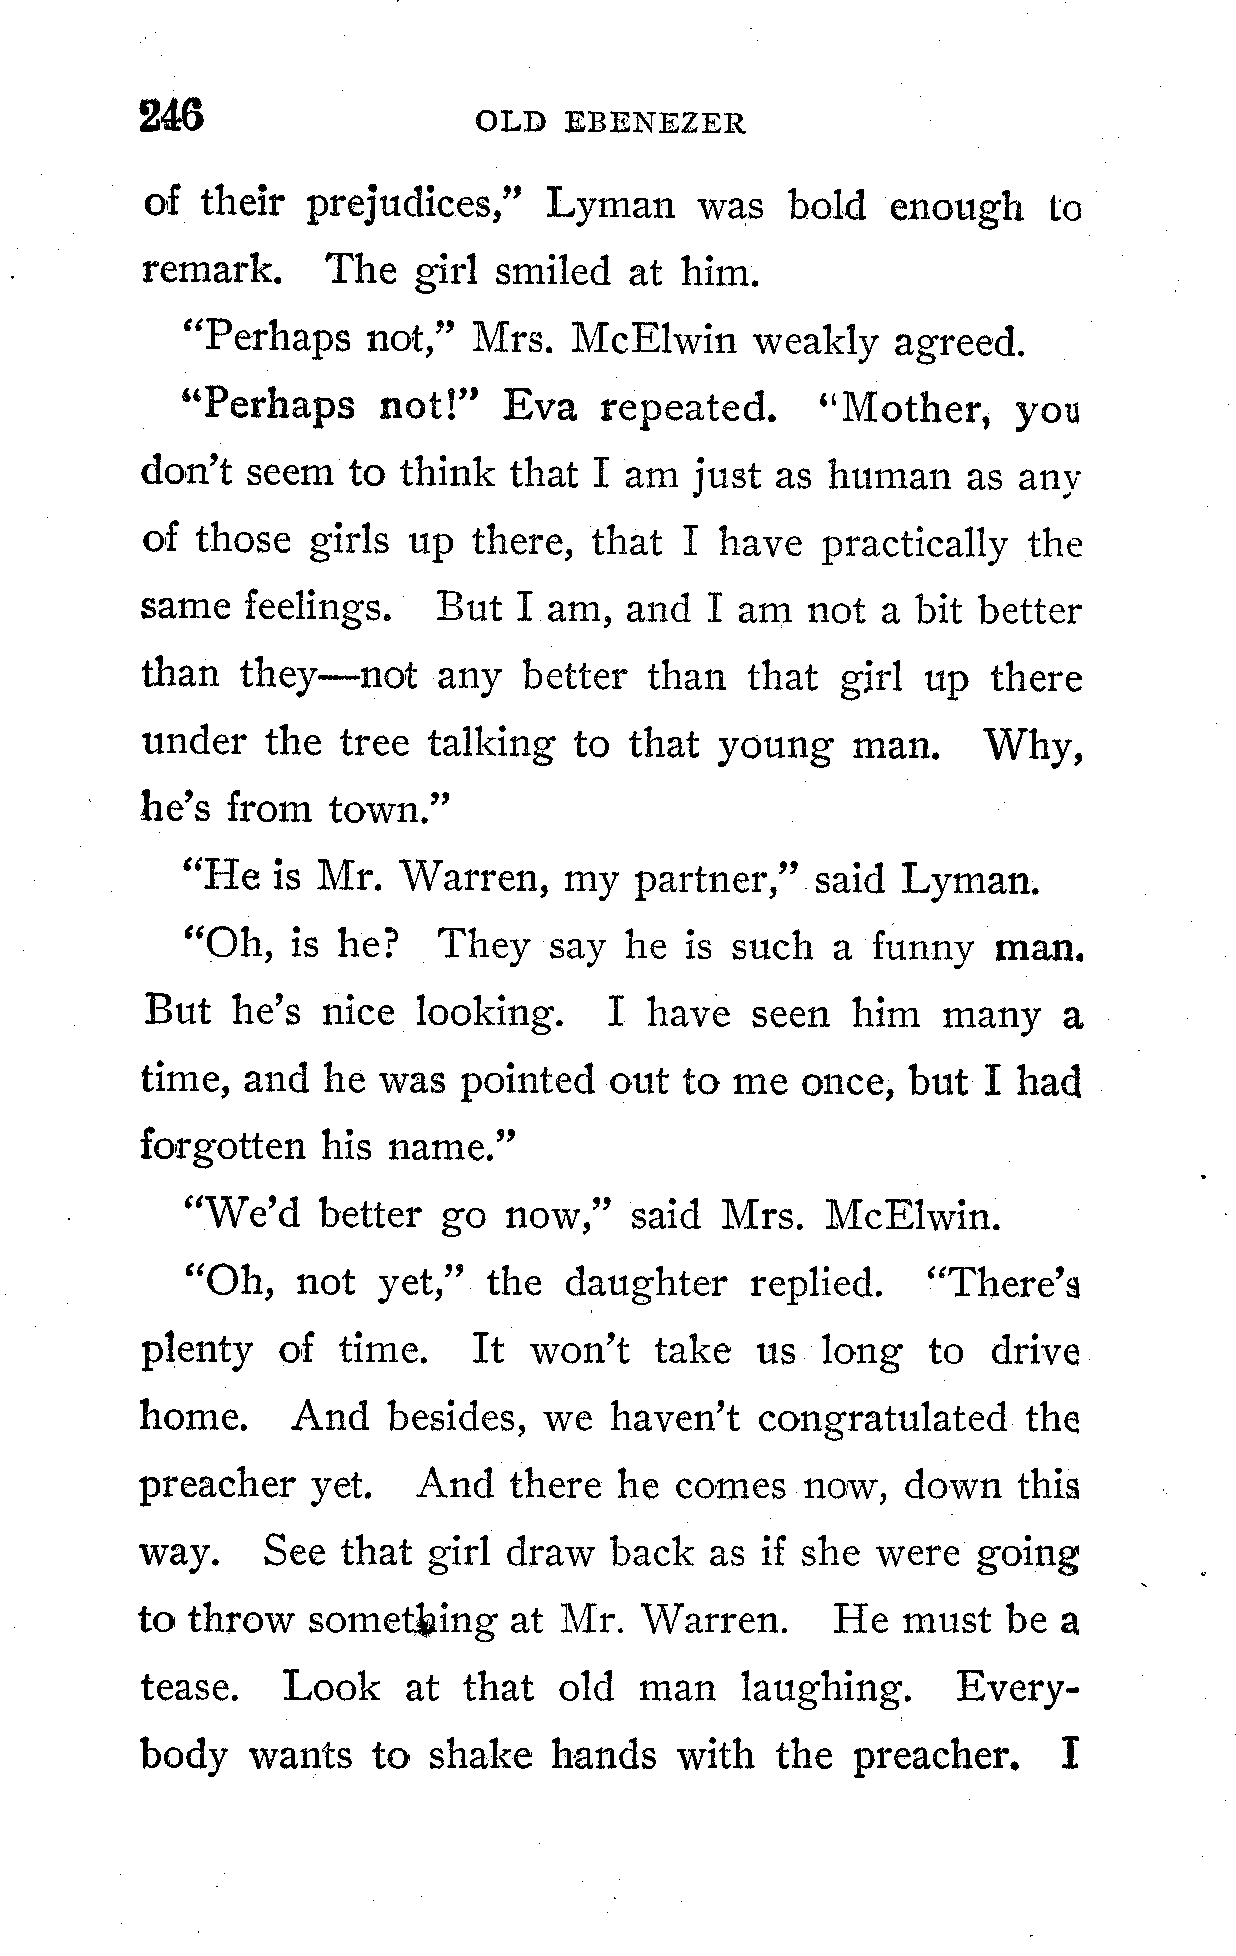 246 OLD EBENEZER
of their prejudices,” Lyman was bold enough to
remark. The girl smiled at him.
“Perhaps not,” Mrs. McElwin weakly agreed.
“Perhaps not!” Eva repeated. “Mother, you
don’t seem to think that I am just as human as any
of those girls up there, that I have practically the
same feelings. But I am, and I am not a bit better
than they—not any better than that girl up there
under the tree talking to that young man. Why,
he’s from town.”
“He is Mr. Warren, my partner,” said Lyman.
“Oh, is he? They say he is such a funny man.
But he’s nice looking. I have seen him many a
time, and he was pointed out to me once, but I had
forgotten his name.”
“We’d better go now,” said Mrs. McElwin.
“Oh, not yet,” the daughter replied. “There’s
plenty of time. It won’t take us long to drive
home. And besides, we haven’t congratulated the
preacher yet. And there he comes now, down this
way. See that girl draw back as if she were going
to throw something at Mr. Warren. He must be a
tease. Look at that old man laughing. Every-
body wants to shake hands with the preacher. I